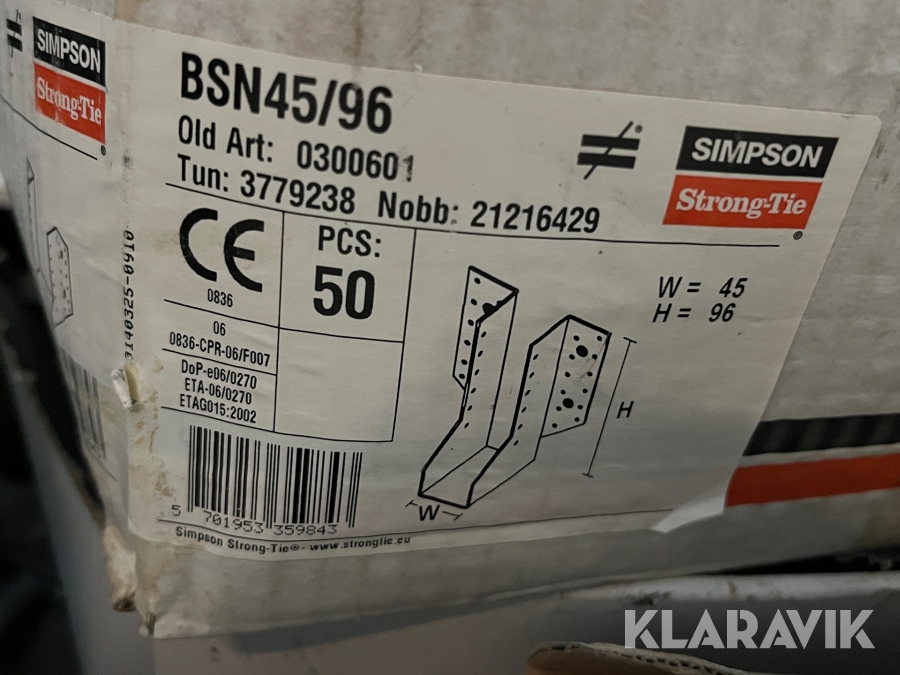 SIMPSON
Strong-Tie
BSN45/96
Old Art: 0300601
Tun: 3779238 Nobb: 21216429
SIMPSON
Strong-Tie
®
CE
0836
06
0836-CPR-06/F007
DoP-e06/0270
ETA-06/0270
ETAG015:2002
PCS:
50
W = 45
H = 96
H
W
5 701953 359843
Simpson Strong-Tie® - www.strongtie.eu
03140325-0910
KLARAVIK